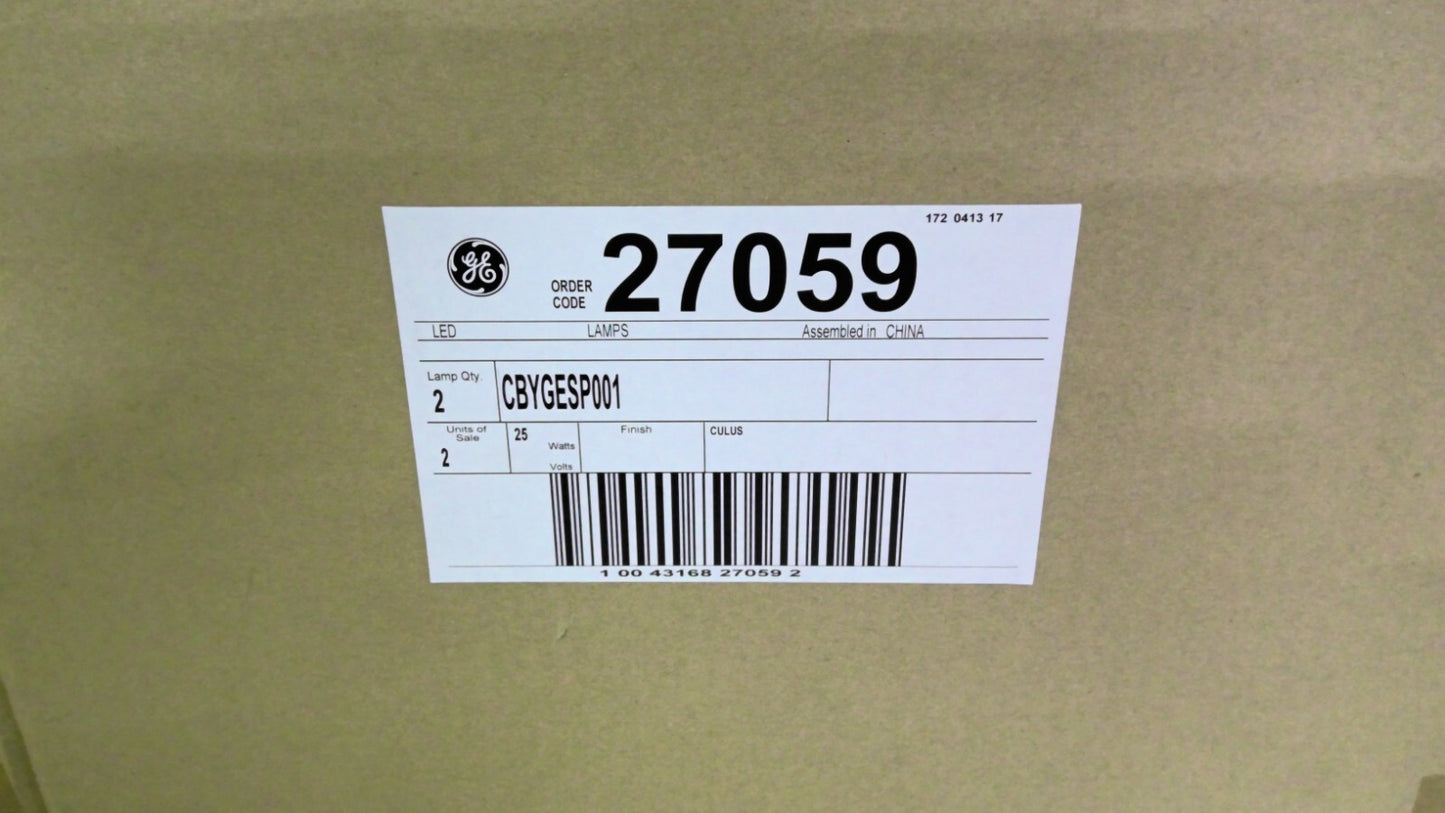 172 0413 17
GE
ORDER CODE 27059
LED LAMPS Assembled in CHINA
Lamp Qty. 2 CBYGESP001
Units of Sale 2 25 Watts Volts Finish CULUS
1 00 43168 27059 2